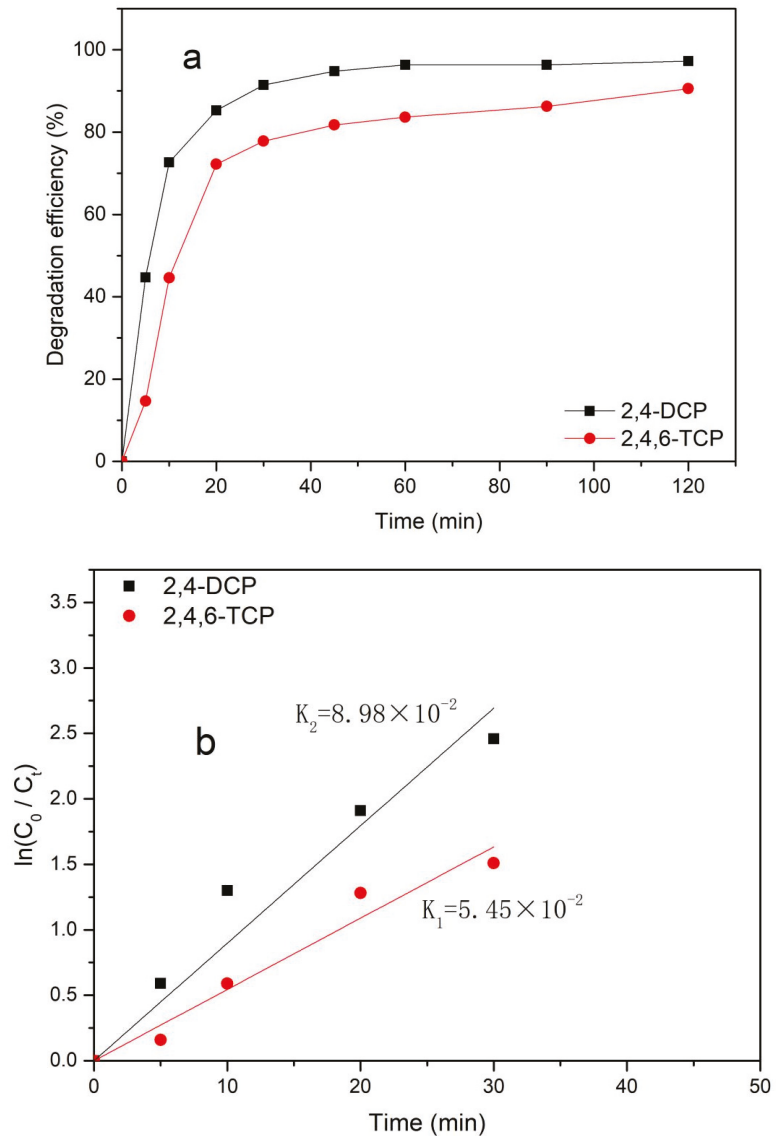 a
100
80
60
40
20
0
Degradation efficiency (%)
2,4-DCP
2,4,6-TCP
0 20 40 60 80 100 120
Time (min)
2,4-DCP
2,4,6-TCP
3.5
3.0
2.5
2.0
1.5
1.0
0.5
0.0
ln(C₀ / Cₜ)
b
K₂=8.98×10⁻²
K₁=5.45×10⁻²
0 10 20 30 40 50
Time (min)